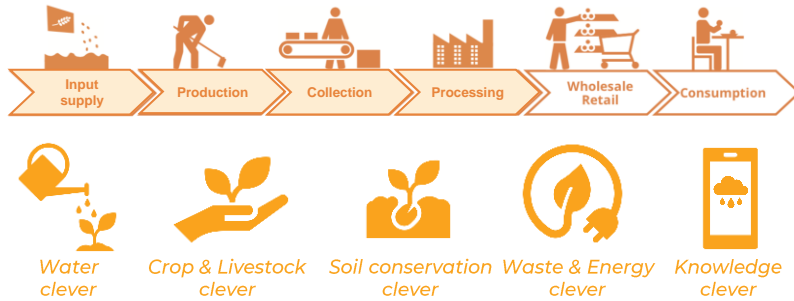 Input
supply
Production
Collection
Processing
Wholesale
Retail
Consumption
Water
clever
Crop & Livestock
clever
Soil conservation
clever
Waste & Energy
clever
Knowledge
clever